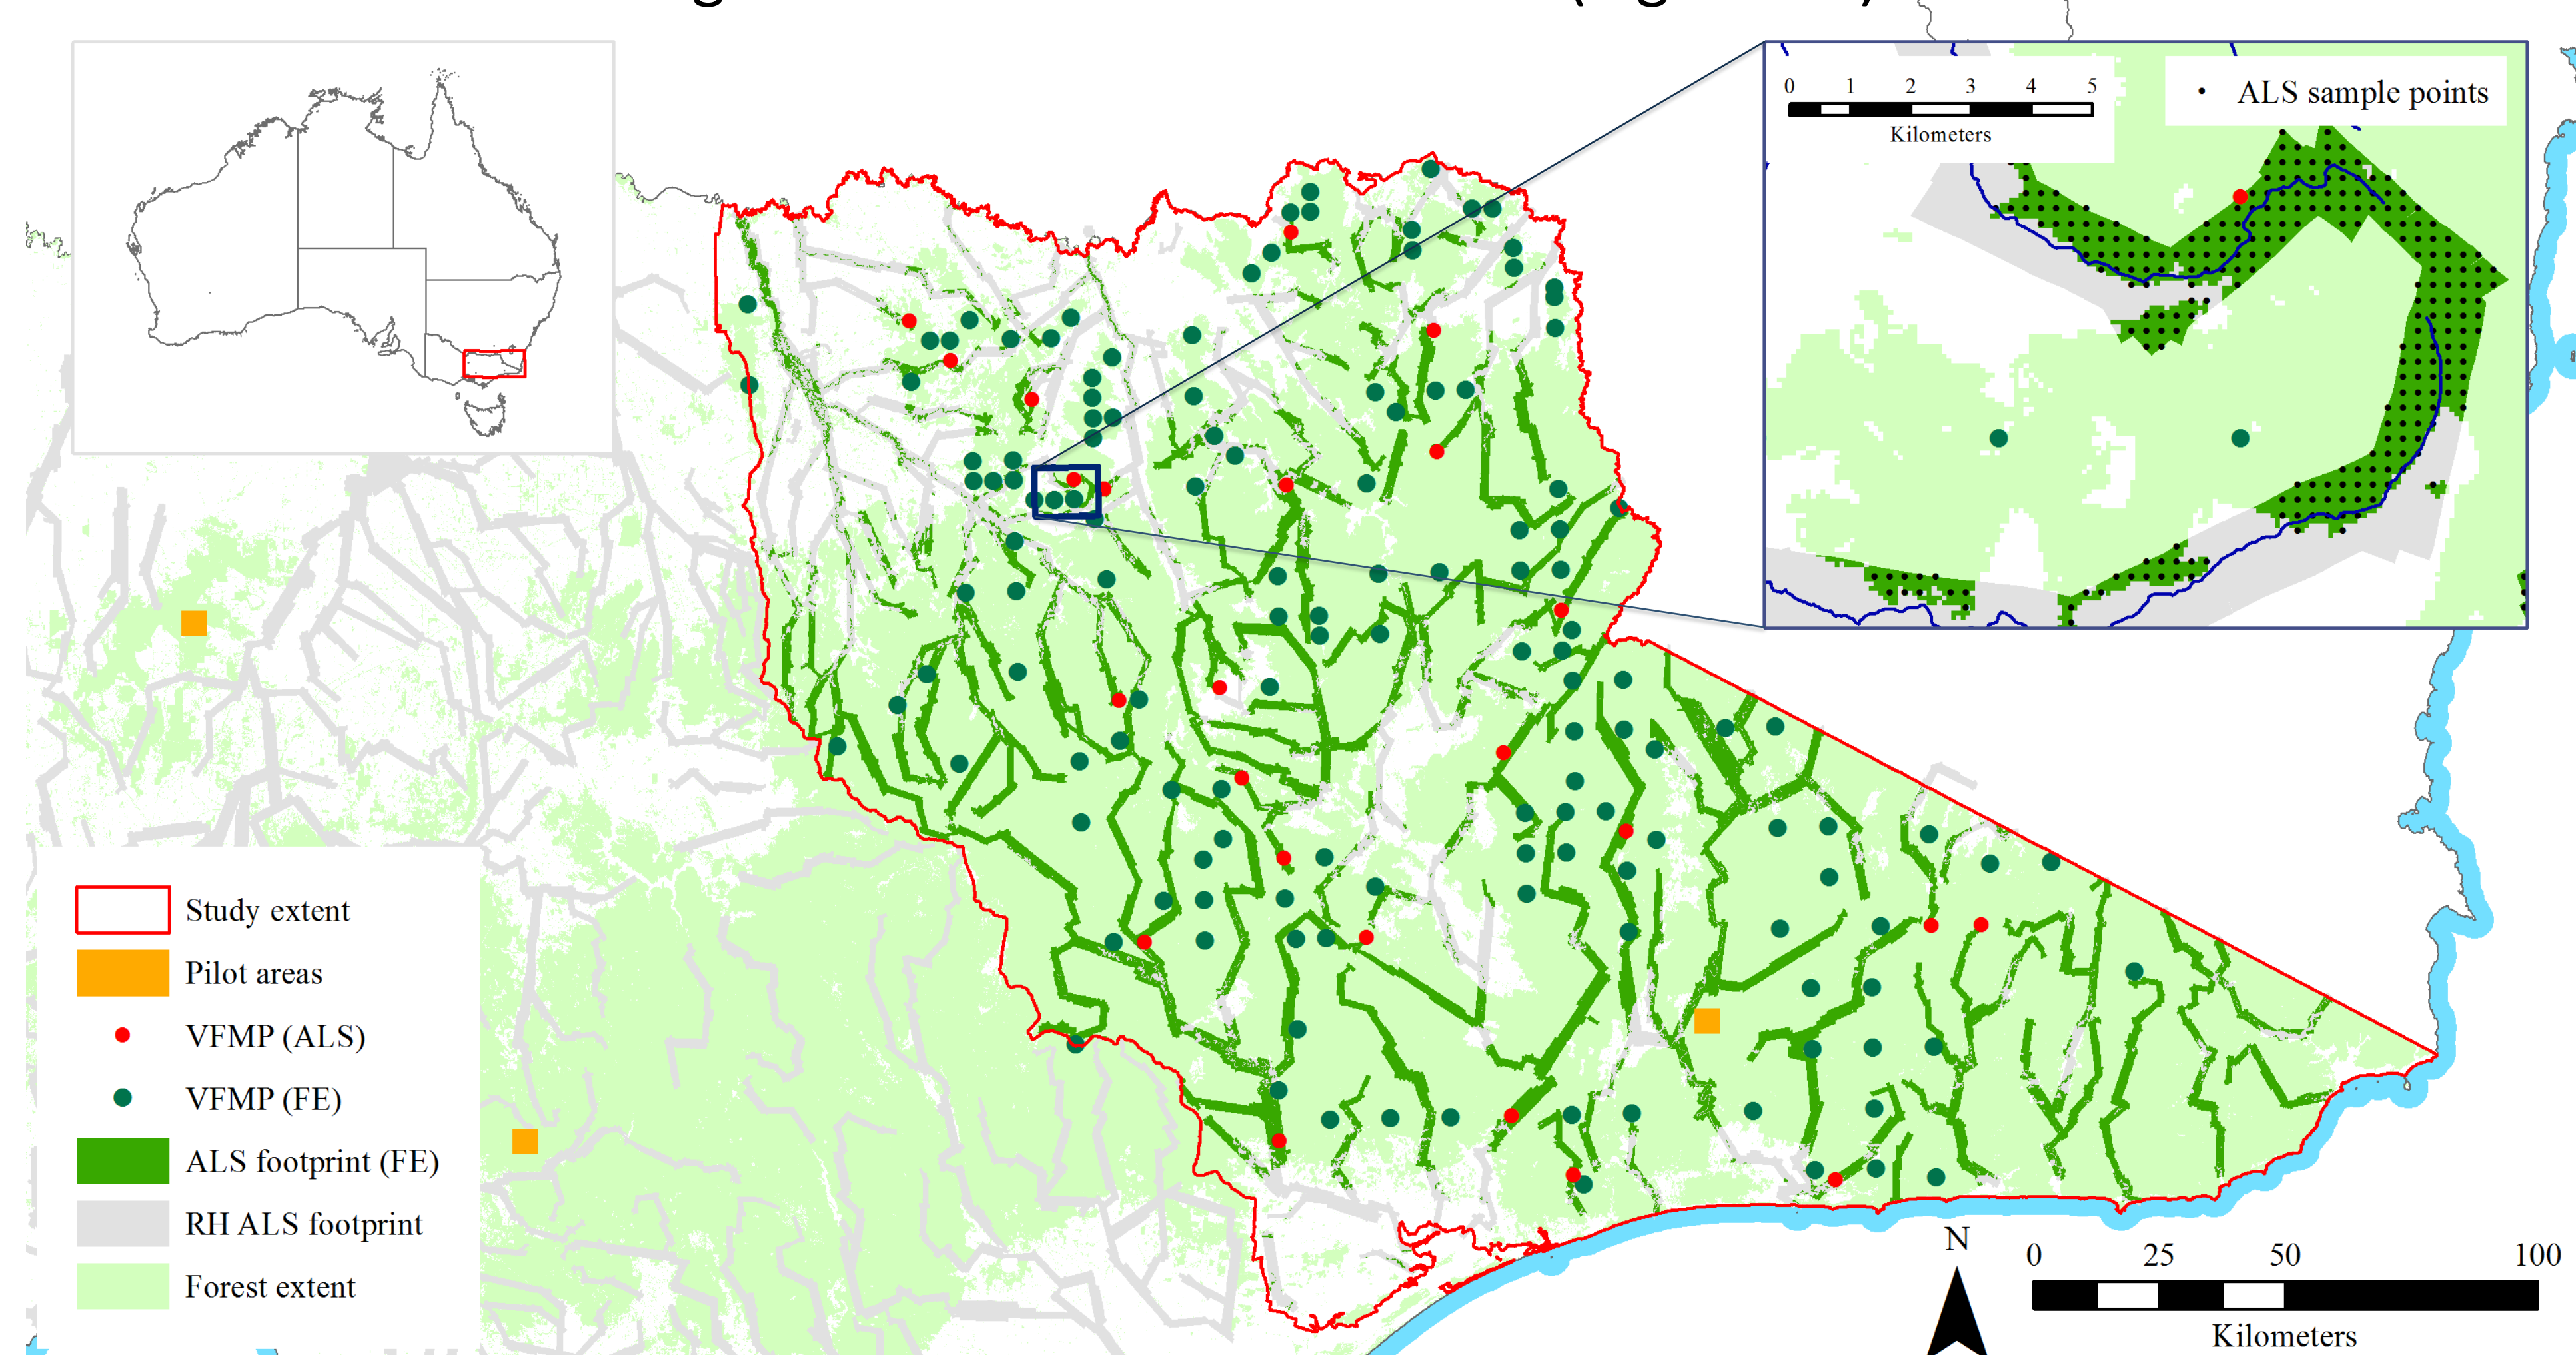 0 1 2 3 4 5
Kilometers
ALS sample points
Study extent
Pilot areas
VFMP (ALS)
VFMP (FE)
ALS footprint (FE)
RH ALS footprint
Forest extent
N
0 25 50 100
Kilometers